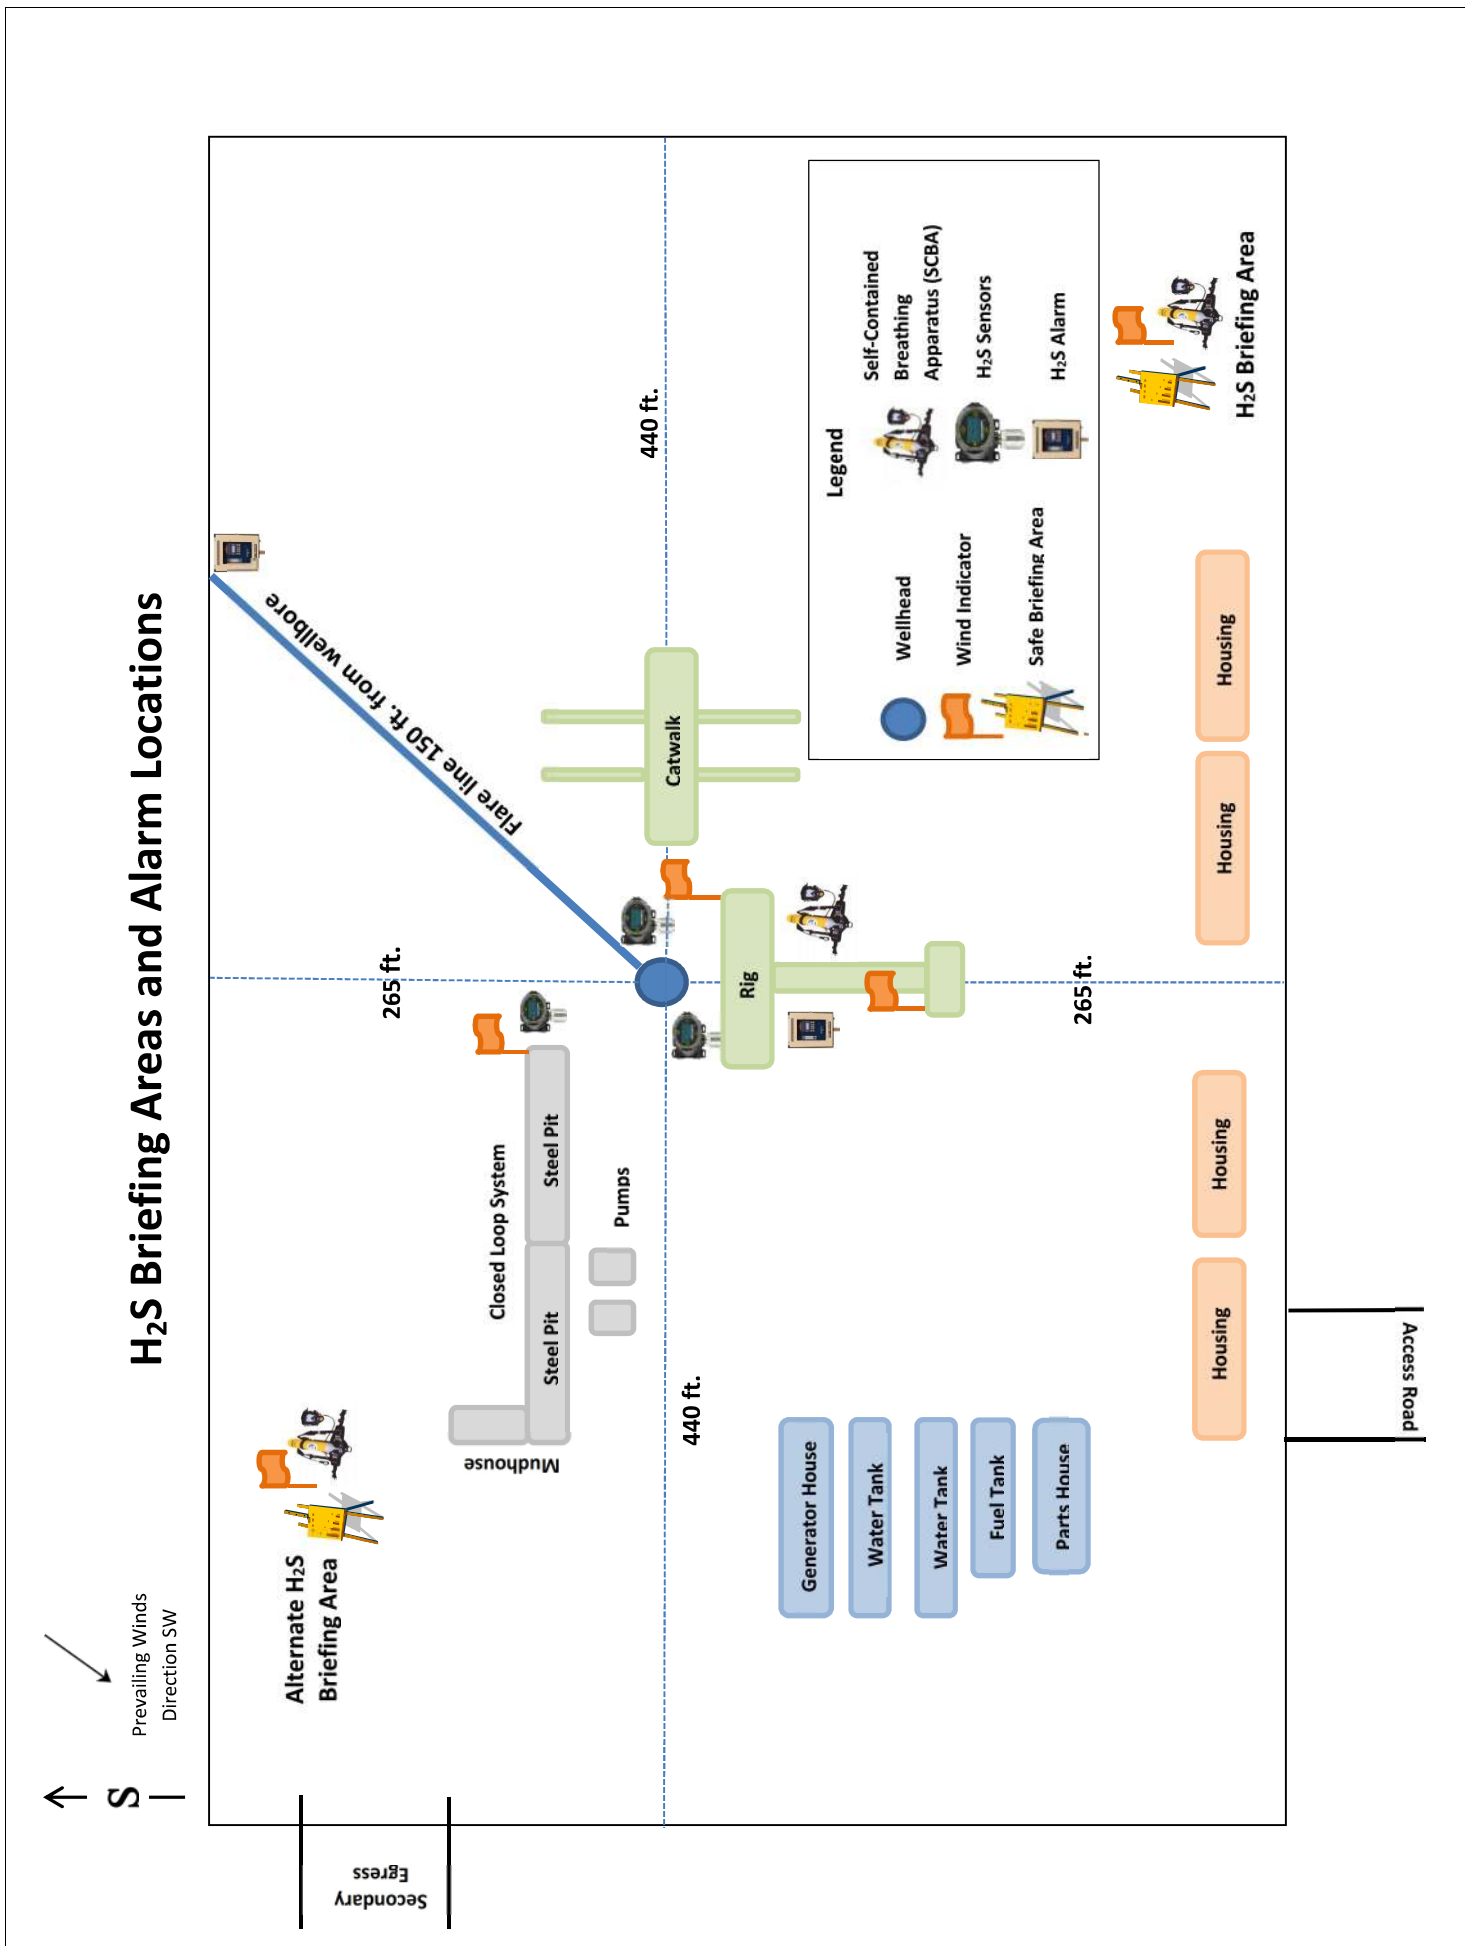 H₂S Briefing Areas and Alarm Locations
S
Prevailing Winds
Direction SW
Secondary
Egress
Alternate H₂S
Briefing Area
Mudhouse
Closed Loop System
Steel Pit
Steel Pit
Pumps
265 ft.
Flare line 150 ft. from wellbore
440 ft.
440 ft.
Catwalk
Rig
265 ft.
Generator House
Water Tank
Water Tank
Fuel Tank
Parts House
Legend
Wellhead
Wind Indicator
Safe Briefing Area
Self-Contained
Breathing
Apparatus (SCBA)
H₂S Sensors
H₂S Alarm
Housing
Housing
Housing
Housing
H₂S Briefing Area
Access Road